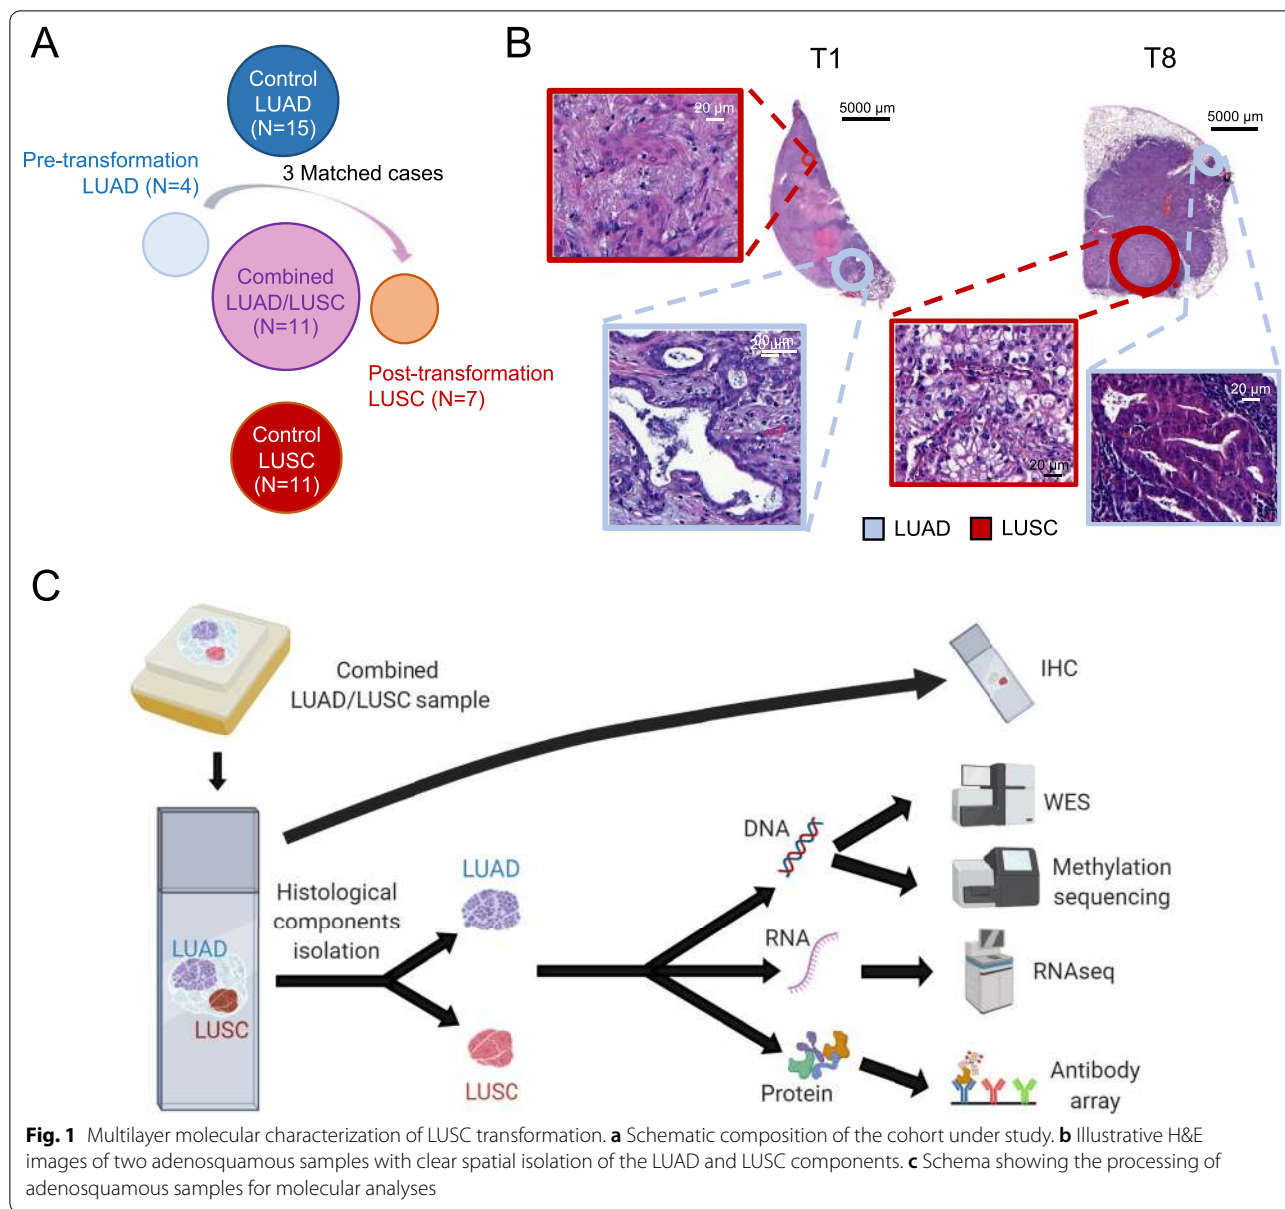 A
Control
LUAD
(N=15)
Pre-transformation
LUAD (N=4)
3 Matched cases
Combined
LUAD/LUSC
(N=11)
Post-transformation
LUSC (N=7)
Control
LUSC
(N=11)
B
T1
T8
20 µm
5000 µm
5000 µm
20 µm
20 µm
20 µm
20 µm
LUAD
LUSC
C
Combined
LUAD/LUSC sample
IHC
WES
DNA
Methylation
sequencing
LUAD
Histological
components
isolation
RNA
RNAseq
LUAD
LUSC
LUSC
Protein
Antibody
array
Fig. 1 Multilayer molecular characterization of LUSC transformation. a Schematic composition of the cohort under study. b Illustrative H&E
images of two adenosquamous samples with clear spatial isolation of the LUAD and LUSC components. c Schema showing the processing of
adenosquamous samples for molecular analyses